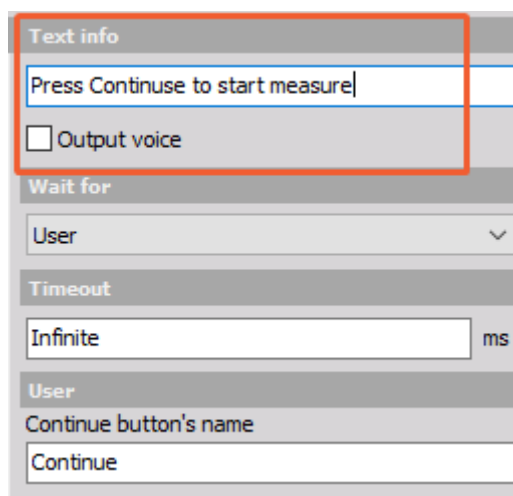 Text info
Press Continuse to start measure
Output voice
Wait for
User
Timeout
Infinite
ms
User
Continue button's name
Continue